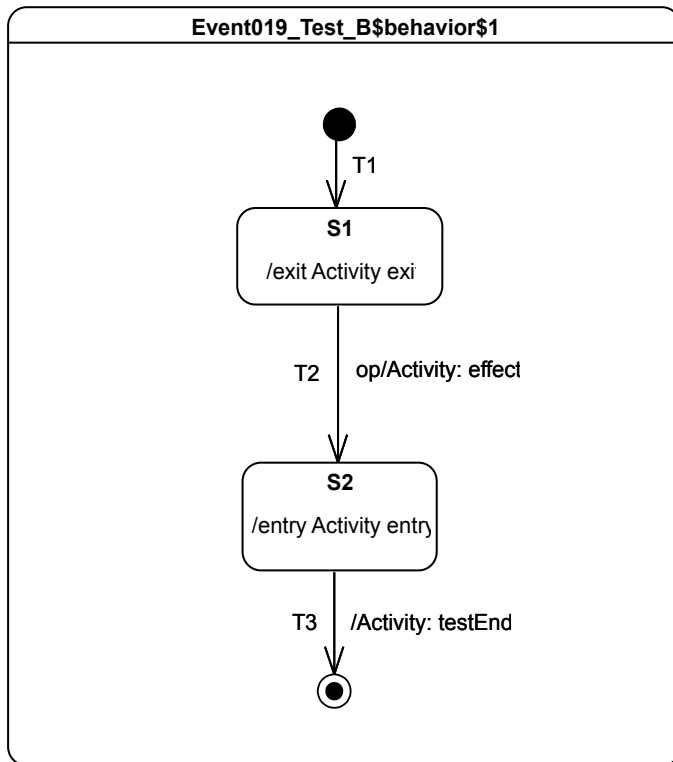 Event019_Test_B$behavior$1
T1
S1
/exit Activity exi
T2 op/Activity: effect
S2
/entry Activity entry
T3 /Activity: testEnd